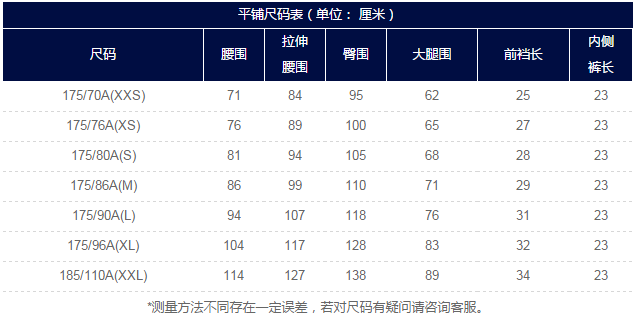 平铺尺码表（单位： 厘米）
尺码 腰围 拉伸腰围 臀围 大腿围 前裆长 内侧裤长
175/70A(XXS) 71 84 95 62 25 23
175/76A(XS) 76 89 100 65 27 23
175/80A(S) 81 94 105 68 28 23
175/86A(M) 86 99 110 71 29 23
175/90A(L) 94 107 118 76 31 23
175/96A(XL) 104 117 128 83 32 23
185/110A(XXL) 114 127 138 89 34 23
*测量方法不同存在一定误差，若对尺码有疑问请咨询客服。